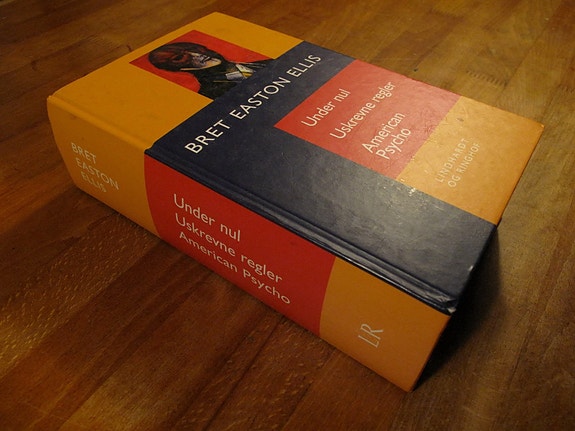 BRET EASTON ELLIS
Under nul
Uskrevne regler
American
Psycho
LINDHARDT
OG RINGHOF
BRET
EASTON
ELLIS
Under nul
Uskrevne regler
American Psycho
LR